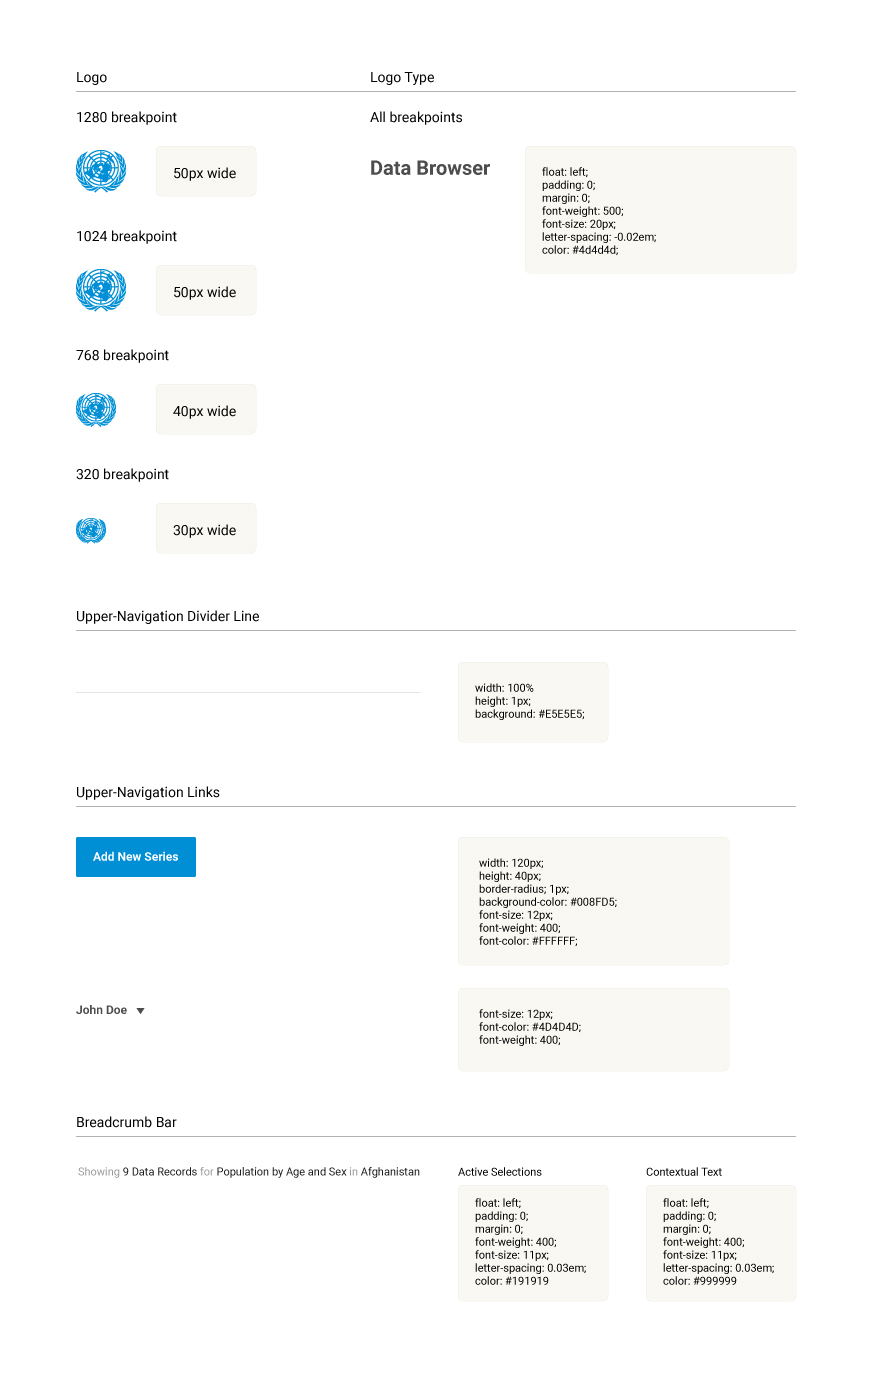 Logo
Logo Type
1280 breakpoint
All breakpoints
50px wide
Data Browser
float: left;
padding: 0;
margin: 0;
font-weight: 500;
font-size: 20px;
letter-spacing: -0.02em;
color: #4d4d4d;
1024 breakpoint
50px wide
768 breakpoint
40px wide
320 breakpoint
30px wide
Upper-Navigation Divider Line
width: 100%
height: 1px;
background: #E5E5E5;
Upper-Navigation Links
Add New Series
width: 120px;
height: 40px;
border-radius; 1px;
background-color: #008FD5;
font-size: 12px;
font-weight: 400;
font-color: #FFFFFF;
John Doe
font-size: 12px;
font-color: #4D4D4D;
font-weight: 400;
Breadcrumb Bar
Showing 9 Data Records for Population by Age and Sex in Afghanistan
Active Selections
float: left;
padding: 0;
margin: 0;
font-weight: 400;
font-size: 11px;
letter-spacing: 0.03em;
color: #191919
Contextual Text
float: left;
padding: 0;
margin: 0;
font-weight: 400;
font-size: 11px;
letter-spacing: 0.03em;
color: #999999